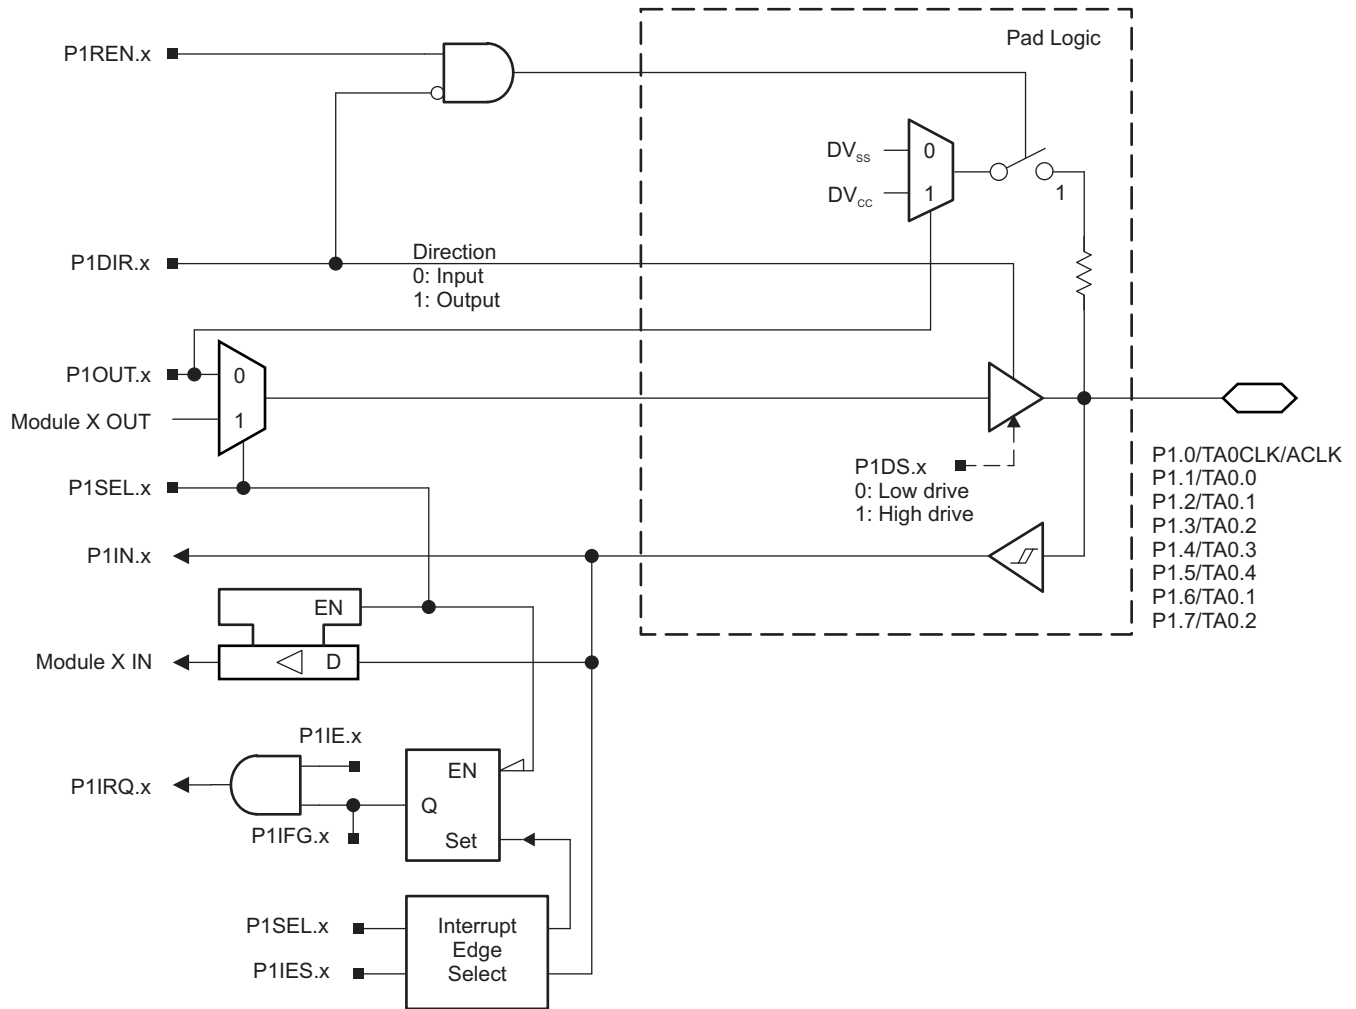 Pad Logic
P1REN.x
DVSS
0
DVCC
1
1
P1DIR.x
Direction
0: Input
1: Output
P1OUT.x
0
Module X OUT
1
P1SEL.x
P1DS.x
0: Low drive
1: High drive
P1.0/TA0CLK/ACLK
P1.1/TA0.0
P1.2/TA0.1
P1.3/TA0.2
P1.4/TA0.3
P1.5/TA0.4
P1.6/TA0.1
P1.7/TA0.2
P1IN.x
EN
Module X IN
D
P1IE.x
EN
P1IRQ.x
Q
P1IFG.x
Set
P1SEL.x
P1IES.x
Interrupt
Edge
Select